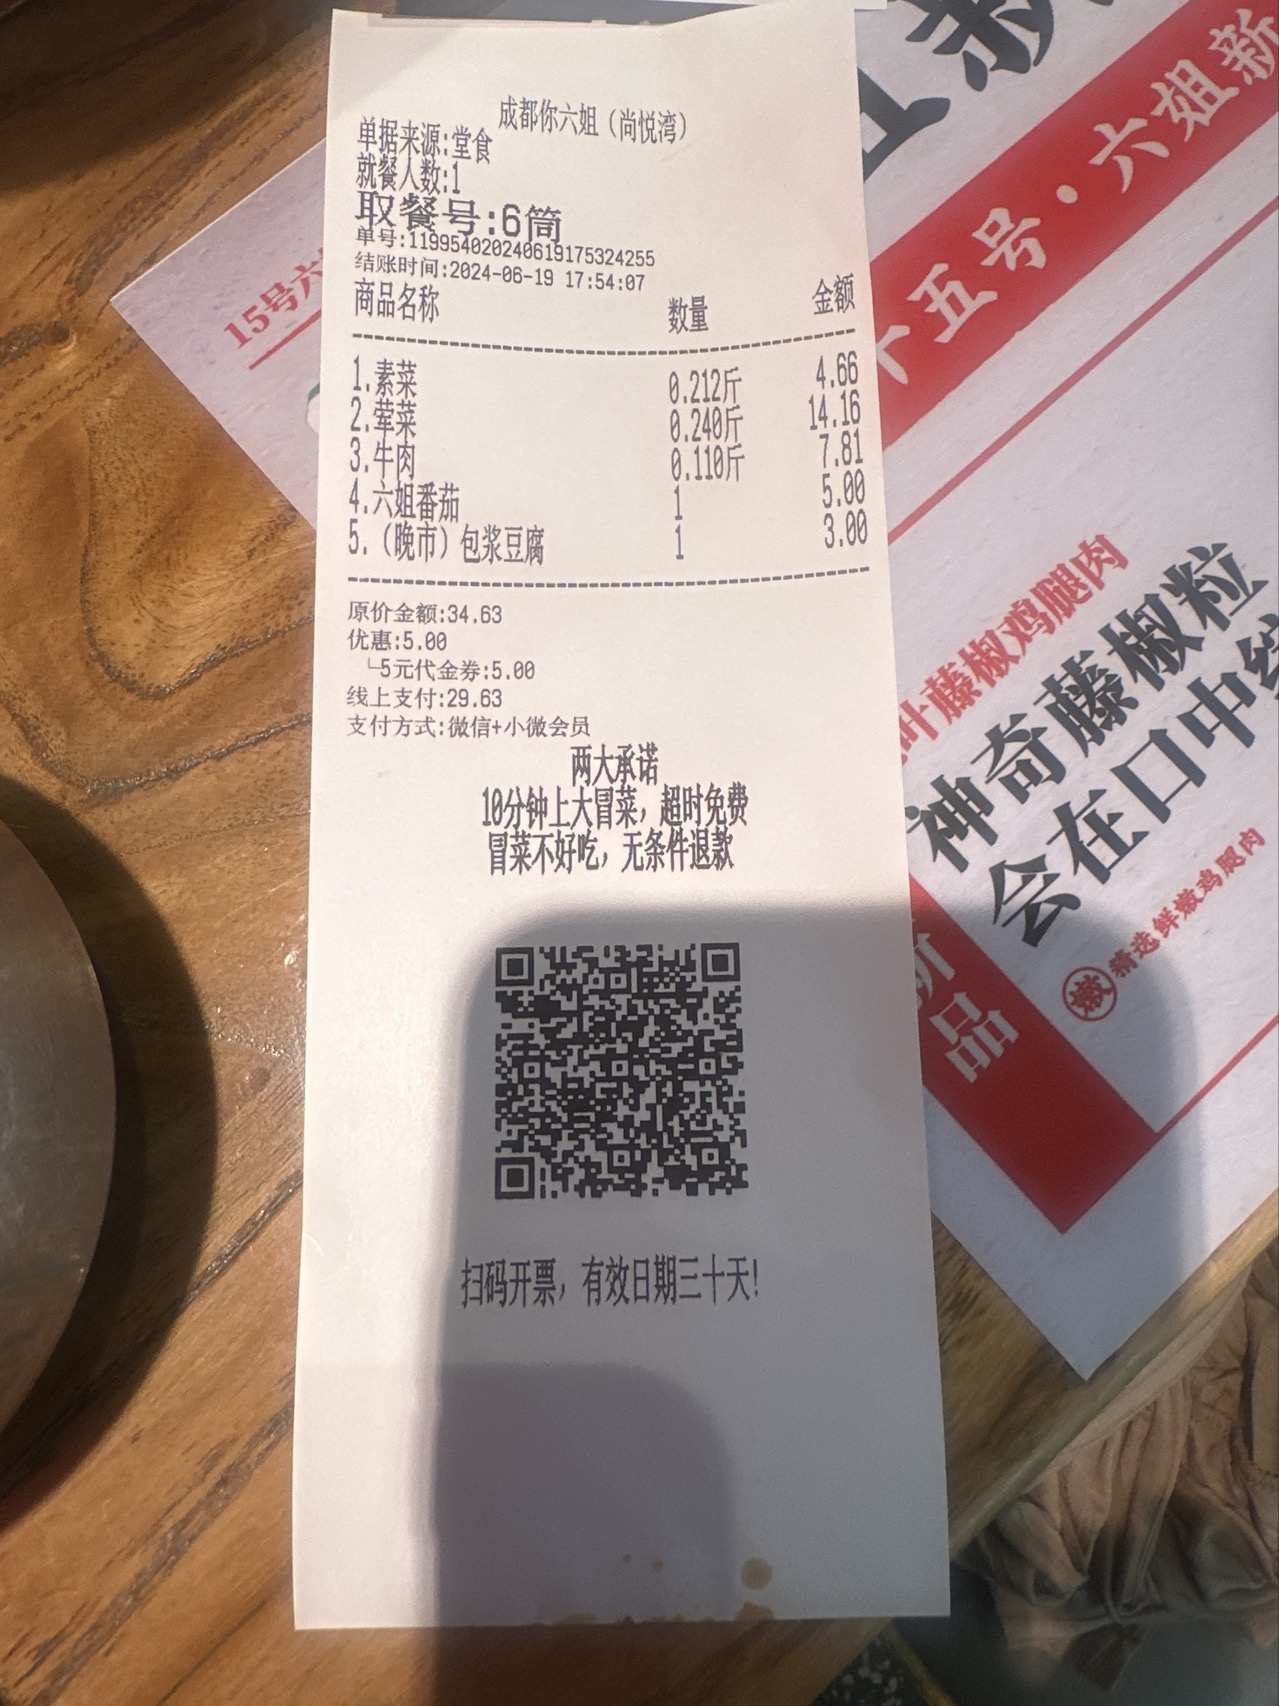 成都你六姐（尚悦湾）
单据来源:堂食
就餐人数:1
取餐号:6筒
单号:119954020240619175324255
结账时间:2024-06-19 17:54:07
商品名称 数量 金额
1.素菜 0.212斤 4.66
2.荤菜 0.240斤 14.16
3.牛肉 0.110斤 7.81
4.六姐番茄 1 5.00
5.（晚市）包浆豆腐 1 3.00
原价金额:34.63
优惠:5.00
└5元代金券:5.00
线上支付:29.63
支付方式:微信+小微会员
两大承诺
10分钟上大冒菜，超时免费
冒菜不好吃，无条件退款
扫码开票，有效日期三十天!
15号六
十五号·六姐新
叶藤椒鸡腿肉
神奇藤椒粒
会在口中绽
嫩 精选鲜嫩鸡腿肉
新品